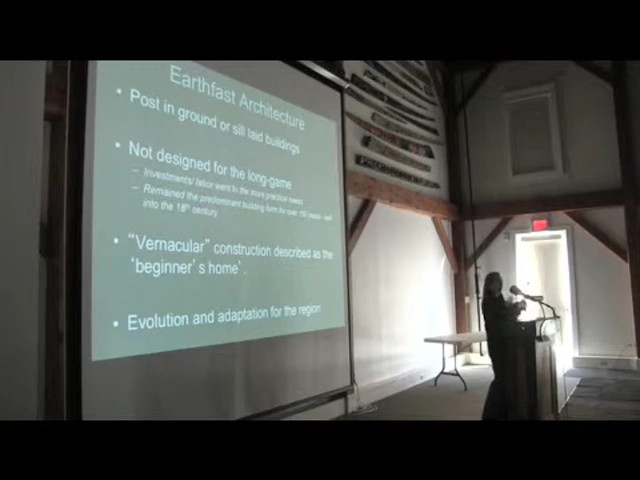 Earthfast Architecture
• Post in ground or sill laid buildings
• Not designed for the long-game
– Investments/ labor went to the more practical needs
– Remained the predominant building form for over 150 years- well
into the 18th century
• “Vernacular” construction described as the
‘beginner’s home’.
• Evolution and adaptation for the region